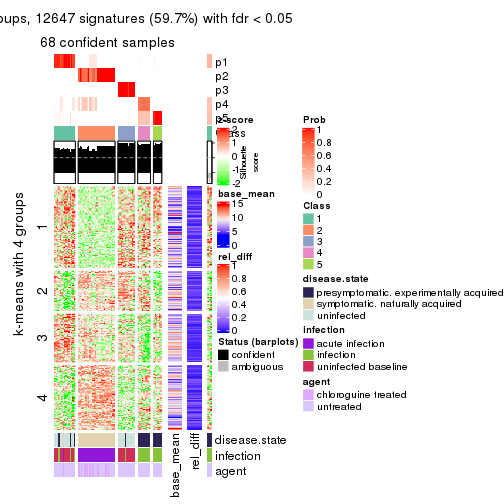 oups, 12647 signatures (59.7%) with fdr < 0.05
68 confident samples
p1
p2
p3
p4
p5
Class
Silhouette
score
k-means with 4 groups
1
2
3
4
disease.state
infection
agent
base_mean
rel_diff
z-score
2
1
0
-1
-2
base_mean
15
10
5
0
rel_diff
1
0.8
0.6
0.4
0.2
0
Status (barplots)
confident
ambiguous
Prob
1
0.8
0.6
0.4
0.2
0
Class
1
2
3
4
5
disease.state
presymptomatic, experimentally acquired
symptomatic, naturally acquired
uninfected
infection
acute infection
infection
uninfected baseline
agent
chloroguine treated
untreated